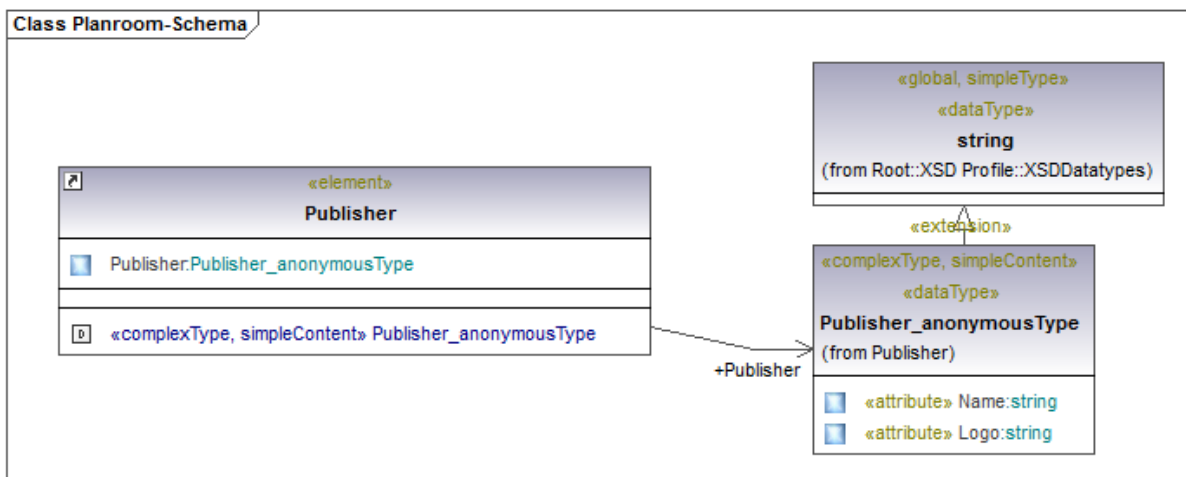 Class Planroom-Schema
«global, simpleType»
«dataType»
string
(from Root::XSD Profile::XSDDatatypes)
«element»
Publisher
Publisher:Publisher_anonymousType
D «complexType, simpleContent» Publisher_anonymousType
+Publisher
«extension»
«complexType, simpleContent»
«dataType»
Publisher_anonymousType
(from Publisher)
«attribute» Name:string
«attribute» Logo:string